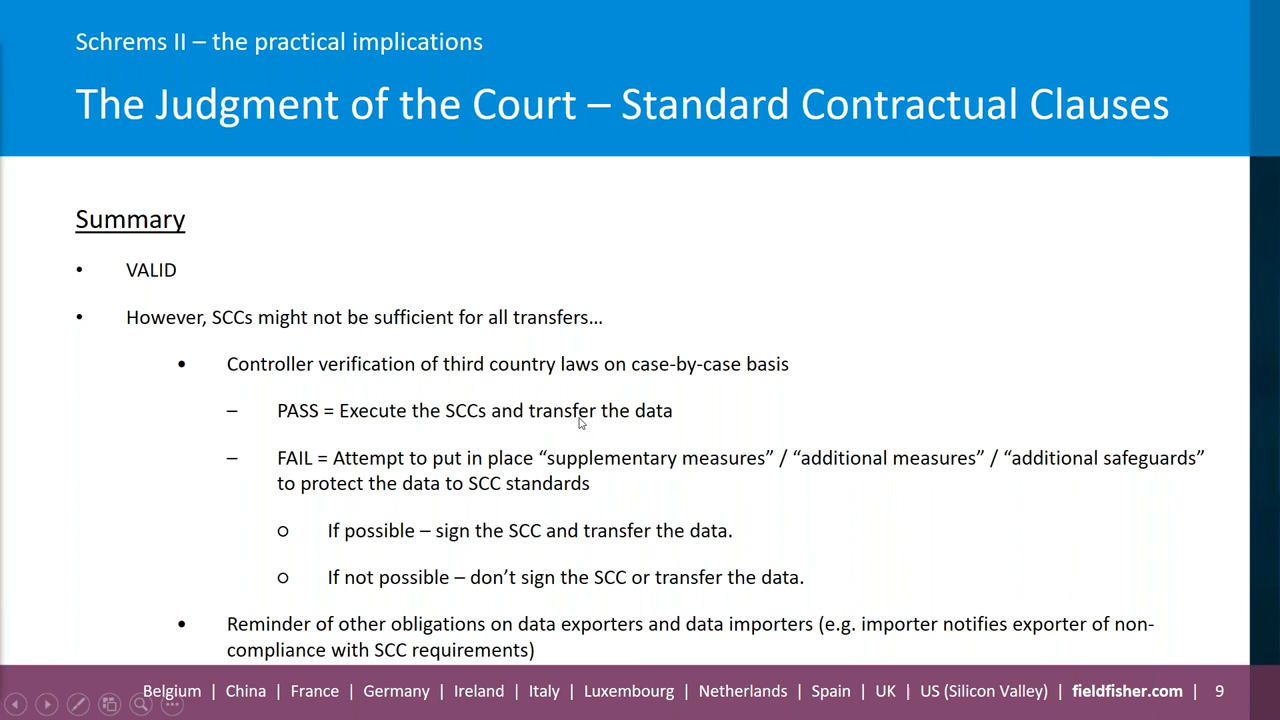 Schrems II – the practical implications
The Judgment of the Court – Standard Contractual Clauses
Summary
• VALID
• However, SCCs might not be sufficient for all transfers...
• Controller verification of third country laws on case-by-case basis
– PASS = Execute the SCCs and transfer the data
– FAIL = Attempt to put in place “supplementary measures” / “additional measures” / “additional safeguards”
to protect the data to SCC standards
o If possible – sign the SCC and transfer the data.
o If not possible – don’t sign the SCC or transfer the data.
• Reminder of other obligations on data exporters and data importers (e.g. importer notifies exporter of non-
compliance with SCC requirements)
Belgium | China | France | Germany | Ireland | Italy | Luxembourg | Netherlands | Spain | UK | US (Silicon Valley) | fieldfisher.com | 9